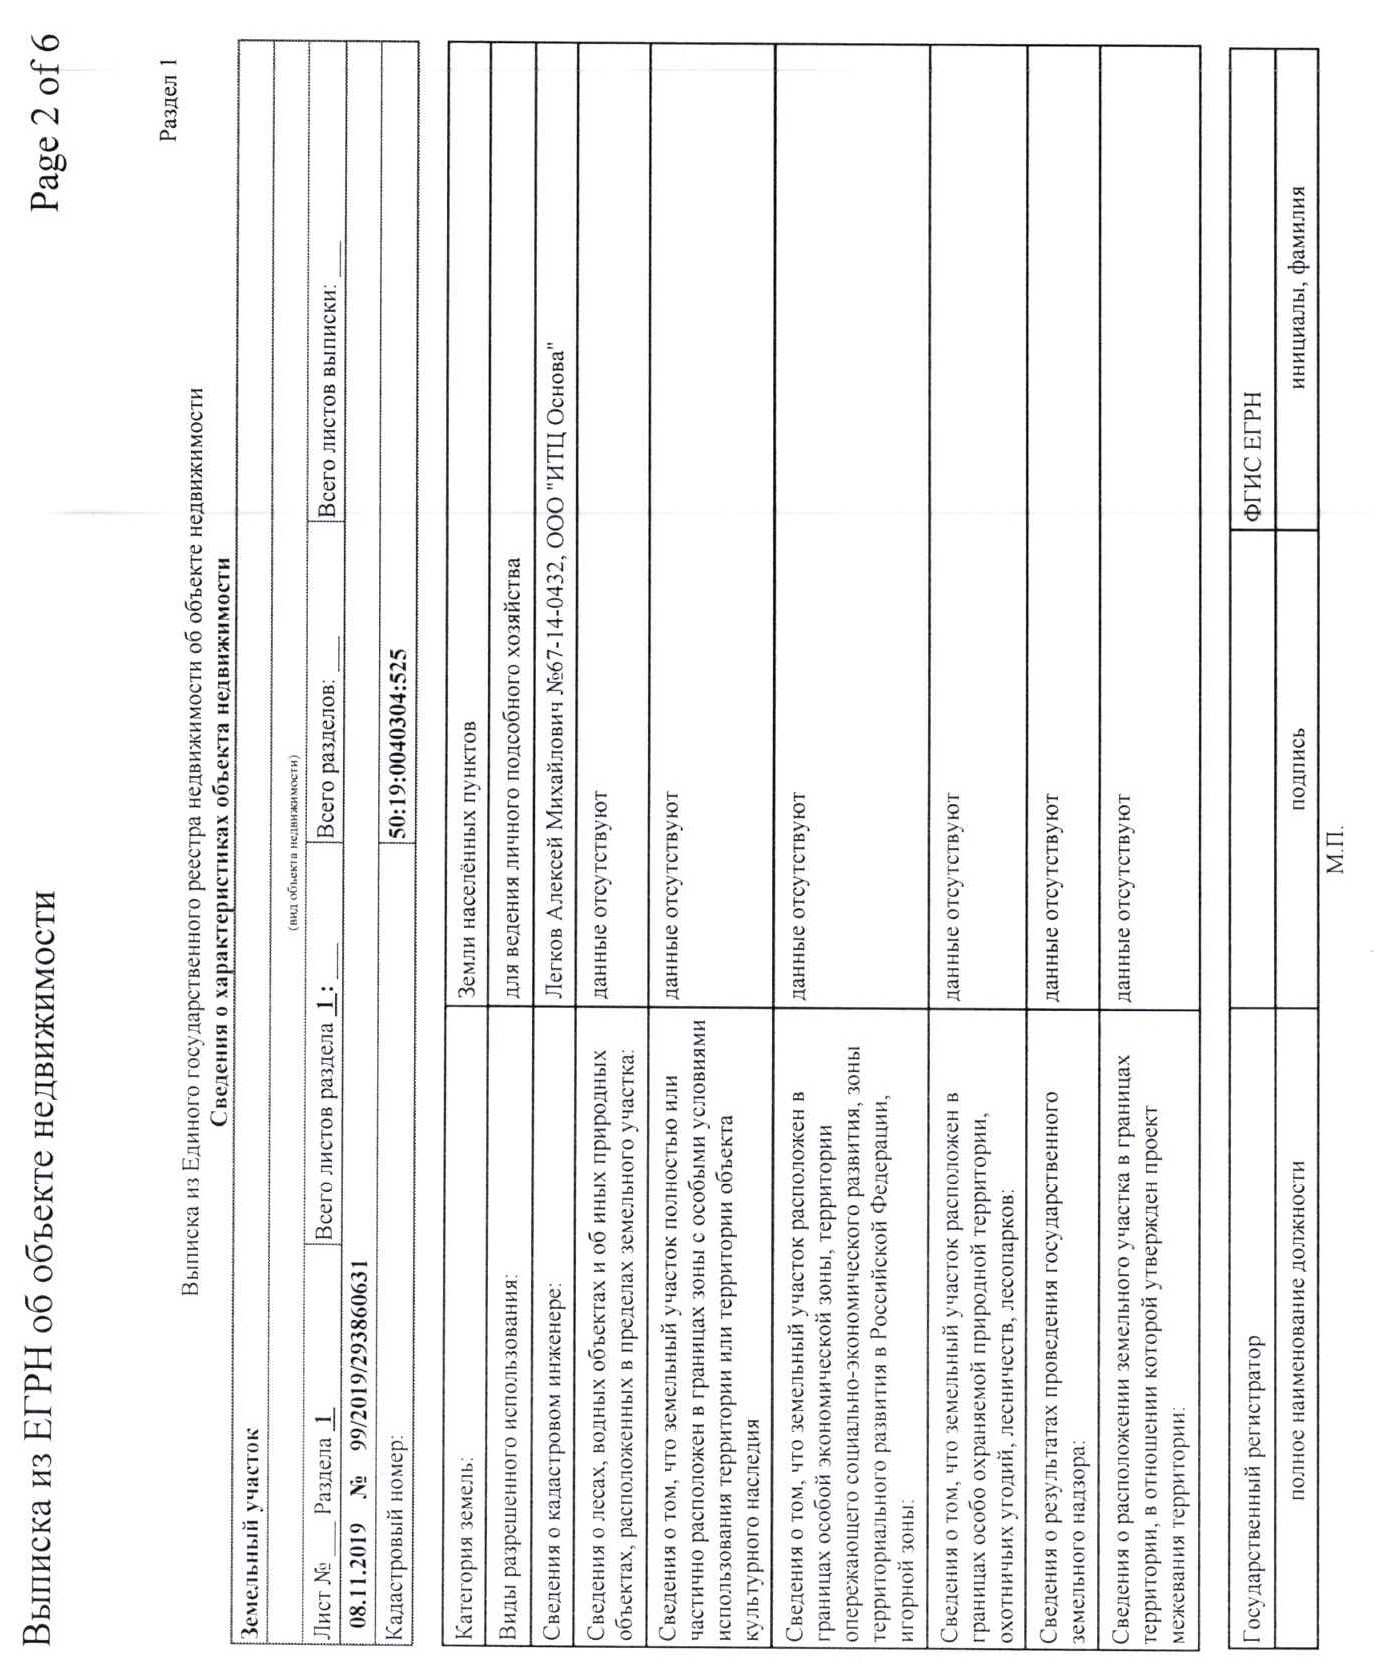 Выписка из ЕГРН об объекте недвижимости
Page 2 of 6
Раздел 1
Выписка из Единого государственного реестра недвижимости об объекте недвижимости
Сведения о характеристиках объекта недвижимости
Земельный участок
(вид объекта недвижимости)
Лист № ___ Раздела 1
Всего листов раздела 1 : ___
Всего разделов: ___
Всего листов выписки: ___
08.11.2019 № 99/2019/293860631
Кадастровый номер:
50:19:0040304:525
Категория земель:
Земли населённых пунктов
Виды разрешенного использования:
для ведения личного подсобного хозяйства
Сведения о кадастровом инженере:
Легков Алексей Михайлович №67-14-0432, ООО "ИТЦ Основа"
Сведения о лесах, водных объектах и об иных природных
объектах, расположенных в пределах земельного участка:
данные отсутствуют
Сведения о том, что земельный участок полностью или
частично расположен в границах зоны с особыми условиями
использования территории или территории объекта
культурного наследия
данные отсутствуют
Сведения о том, что земельный участок расположен в
границах особой экономической зоны, территории
опережающего социально-экономического развития, зоны
территориального развития в Российской Федерации,
игорной зоны:
данные отсутствуют
Сведения о том, что земельный участок расположен в
границах особо охраняемой природной территории,
охотничьих угодий, лесничеств, лесопарков:
данные отсутствуют
Сведения о результатах проведения государственного
земельного надзора:
данные отсутствуют
Сведения о расположении земельного участка в границах
территории, в отношении которой утвержден проект
межевания территории:
данные отсутствуют
Государственный регистратор
ФГИС ЕГРН
полное наименование должности
подпись
инициалы, фамилия
М.П.